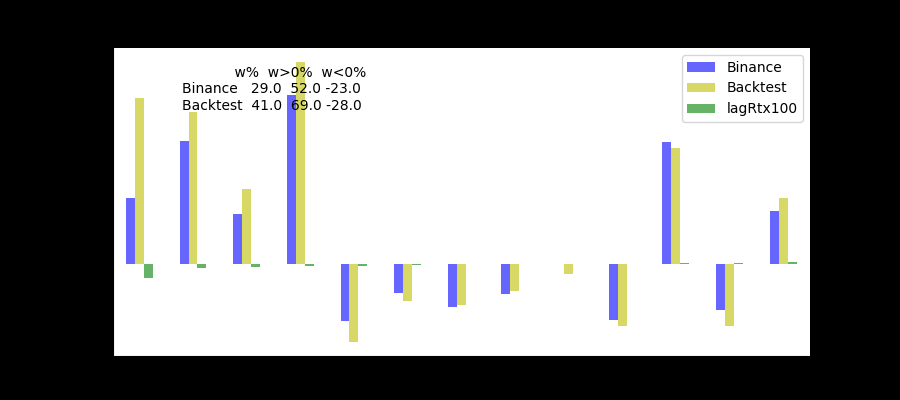 w% w>0% w<0%
Binance 29.0 52.0 -23.0
Backtest 41.0 69.0 -28.0
Binance
Backtest
lagRtx100